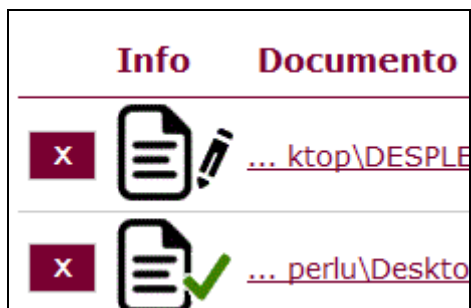 Info Documento
X ... ktop\DESPLE
X ... perlu\Deskto